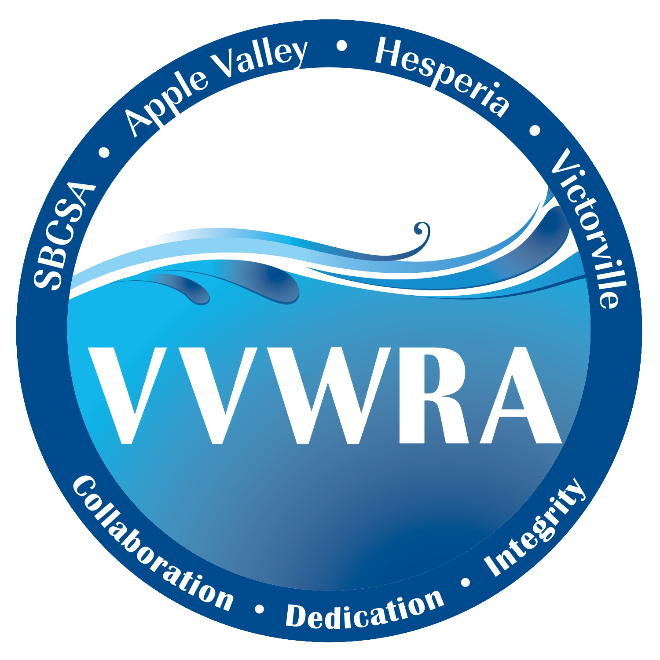 SBCSA • Apple Valley • Hesperia • Victorville
VVWRA
Collaboration • Dedication • Integrity